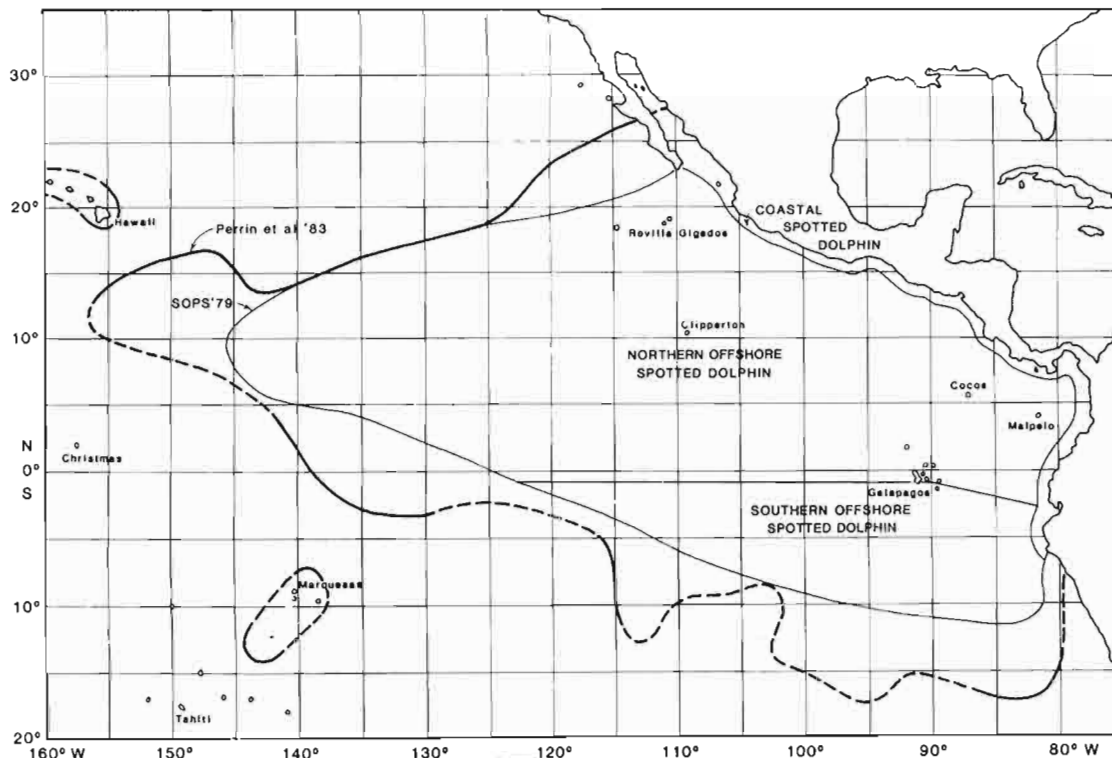 30°
20°
10°
N
0°
S
10°
20°
160° W
150°
140°
130°
120°
110°
100°
90°
80° W
Hawaii
Perrin et al '83
SOPS'79
Christmas
Marquesas
Tahiti
Rovilla Gigedos
COASTAL
SPOTTED
DOLPHIN
Clipperton
NORTHERN OFFSHORE
SPOTTED DOLPHIN
Cocos
Malpelo
Galapagos
SOUTHERN OFFSHORE
SPOTTED DOLPHIN